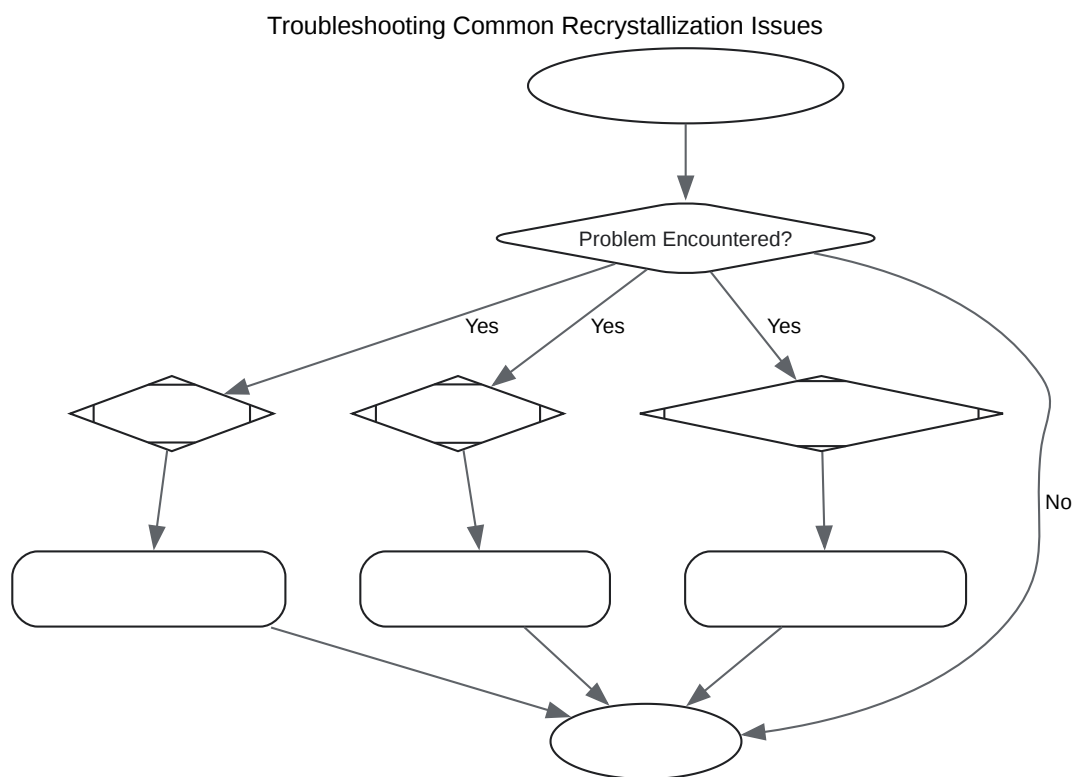 Troubleshooting Common Recrystallization Issues
Problem Encountered?
Yes
Yes
Yes
No